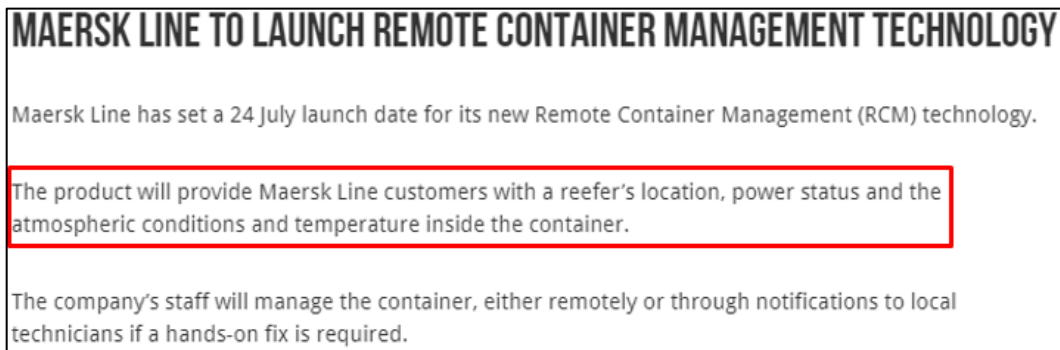 MAERSK LINE TO LAUNCH REMOTE CONTAINER MANAGEMENT TECHNOLOGY
Maersk Line has set a 24 July launch date for its new Remote Container Management (RCM) technology.
The product will provide Maersk Line customers with a reefer’s location, power status and the
atmospheric conditions and temperature inside the container.
The company’s staff will manage the container, either remotely or through notifications to local
technicians if a hands-on fix is required.